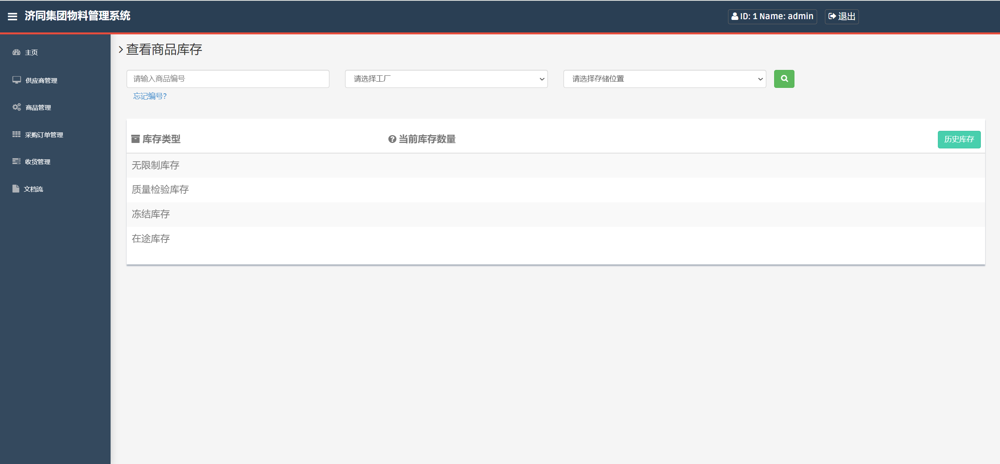 济同集团物料管理系统
ID: 1 Name: admin
退出
主页
供应商管理
商品管理
采购订单管理
收货管理
文档流
查看商品库存
请输入商品编号
请选择工厂
请选择存储位置
忘记编号?
库存类型
当前库存数量
历史库存
无限制库存
质量检验库存
冻结库存
在途库存